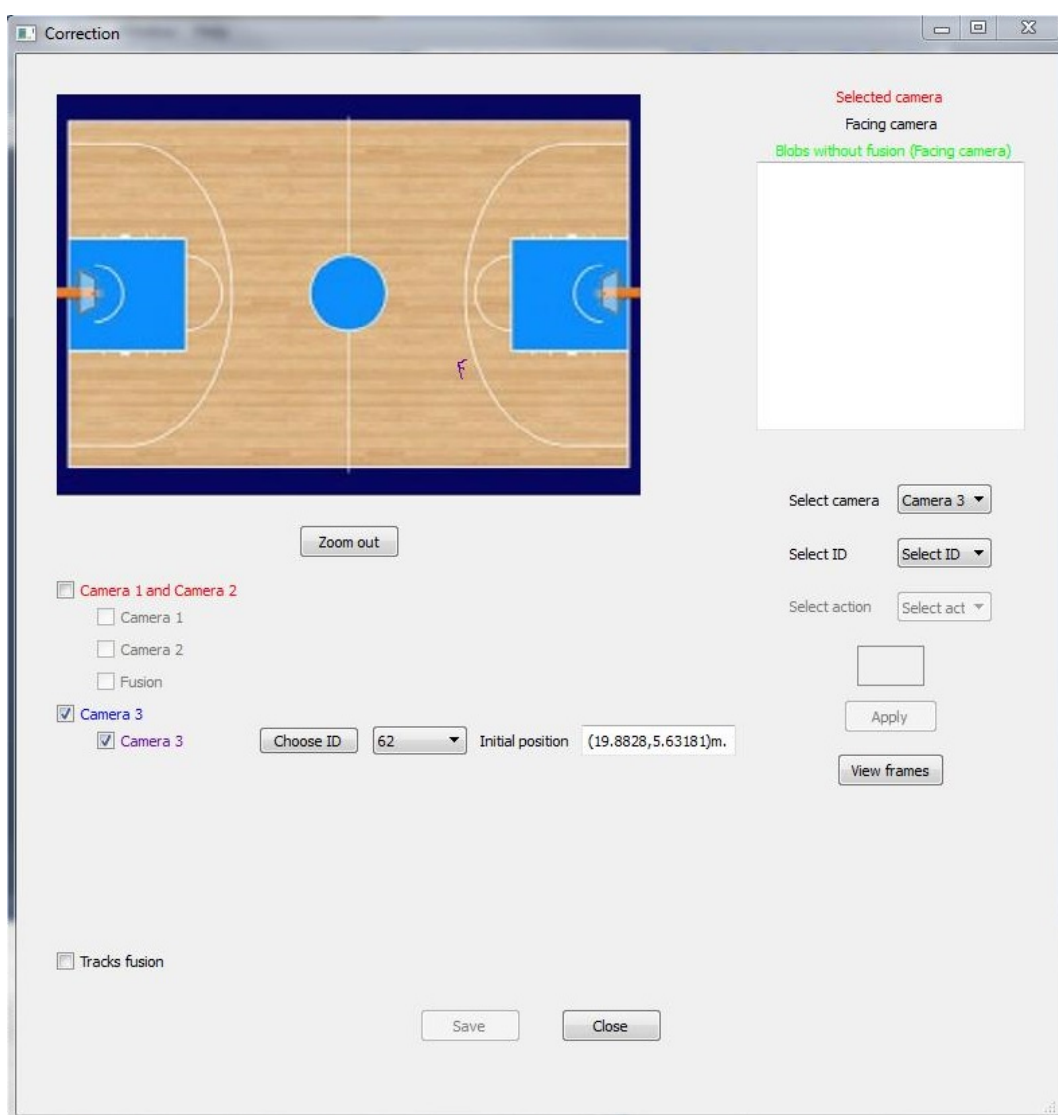 Correction
Selected camera
Facing camera
Blobs without fusion (Facing camera)
Select camera Camera 3
Zoom out
Select ID Select ID
Camera 1 and Camera 2
Select action Select act
Camera 1
Camera 2
Fusion
Camera 3
Apply
Camera 3 Choose ID 62 Initial position (19.8828,5.63181)m.
View frames
Tracks fusion
Save Close